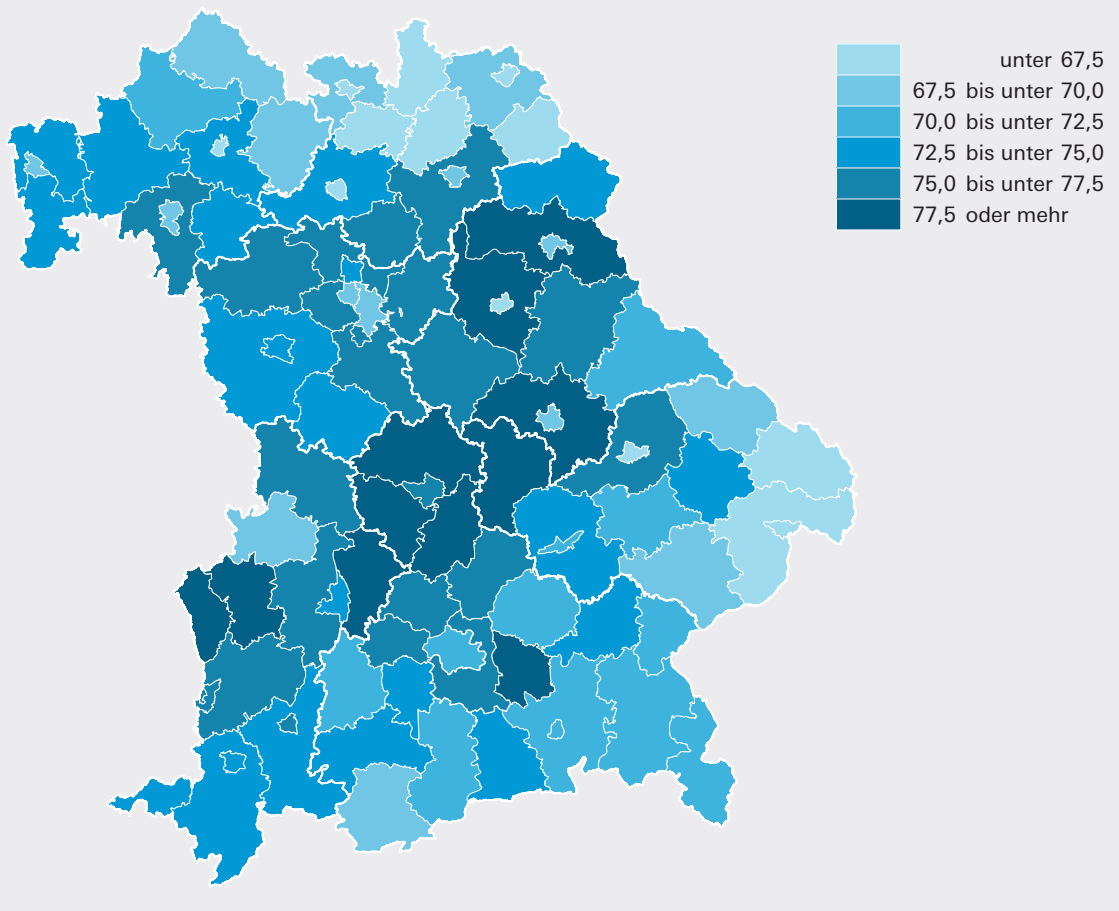 unter 67,5
67,5 bis unter 70,0
70,0 bis unter 72,5
72,5 bis unter 75,0
75,0 bis unter 77,5
77,5 oder mehr